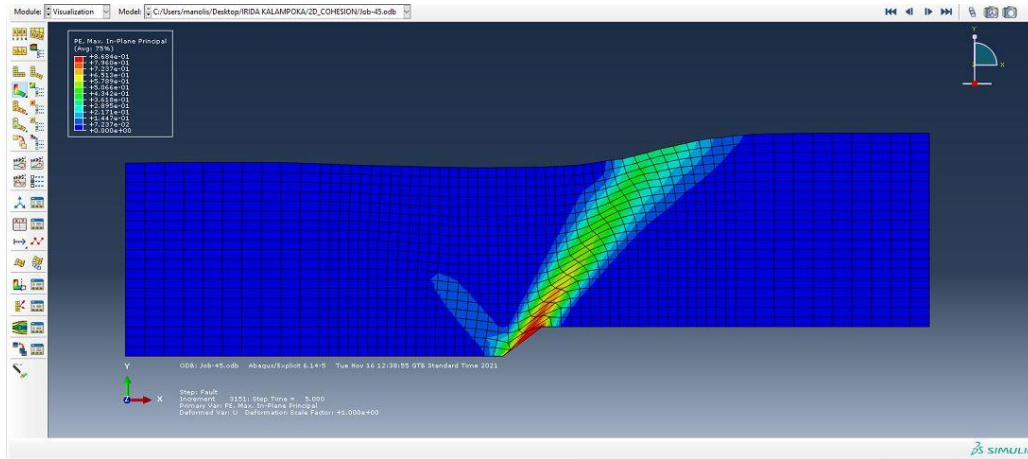 Module: Visualization Model: C:/Users/manolis/Desktop/IRIDA KALAMPOKA/2D_COHESION/Job-45.odb
PE, Max. In-Plane Principal
(Avg: 75%)
+8.684e-01
+7.960e-01
+7.237e-01
+6.513e-01
+5.789e-01
+5.066e-01
+4.342e-01
+3.618e-01
+2.895e-01
+2.171e-01
+1.447e-01
+7.237e-02
+0.000e+00
Y
X
ODB: Job-45.odb Abaqus/Explicit 6.14-5 Tue Nov 16 12:38:55 GTB Standard Time 2021
Y
X
Z
Step: Fault
Increment 3151: Step Time = 5.000
Primary Var: PE, Max. In-Plane Principal
Deformed Var: U Deformation Scale Factor: +1.000e+00
SIMULI